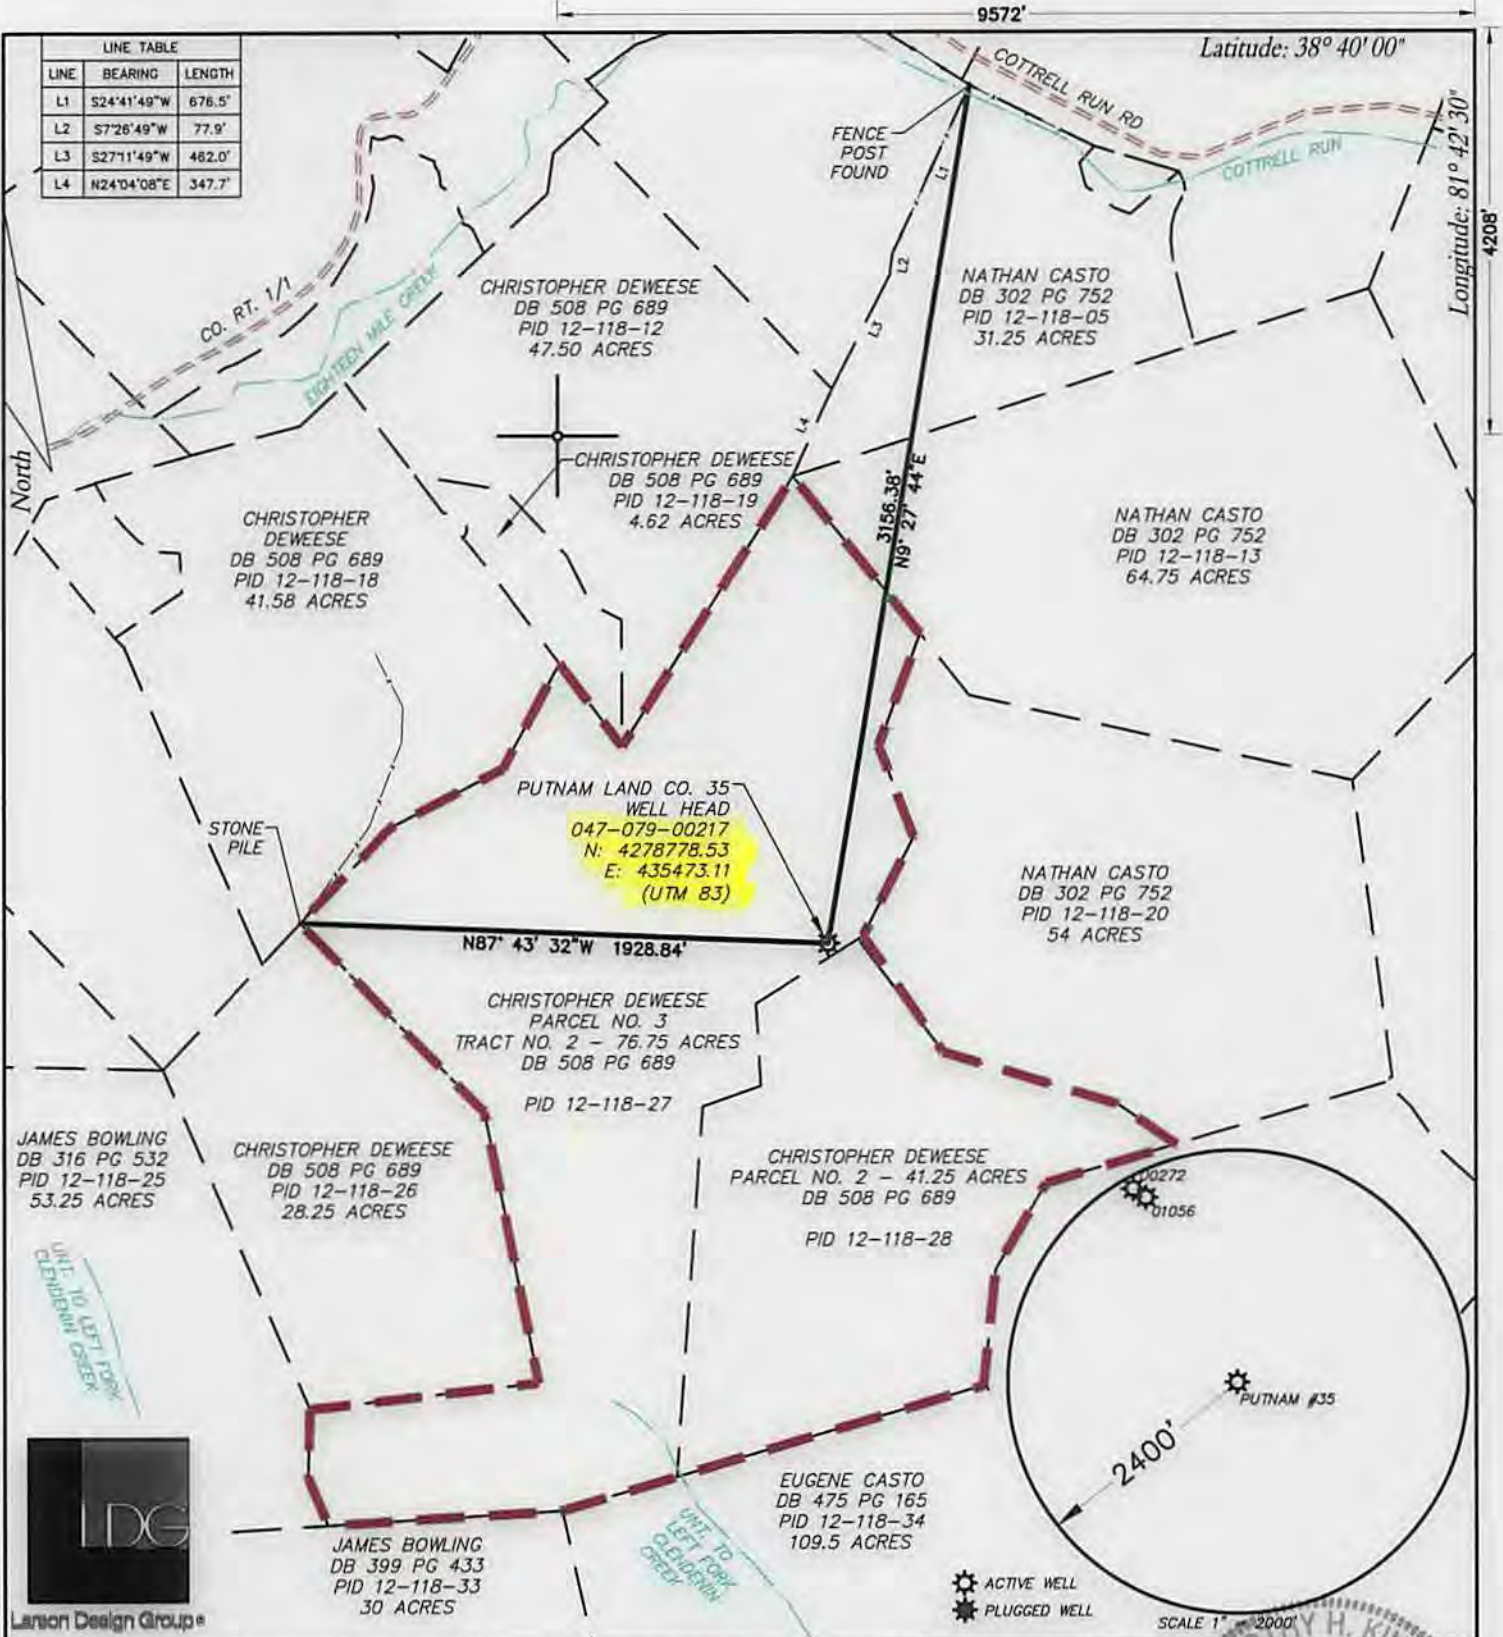 9572'
Latitude: 38° 40' 00"
Longitude: 81° 42' 30"
4208'
LINE TABLE
LINE BEARING LENGTH
L1 S24°41'49"W 676.5'
L2 S7°26'49"W 77.9'
L3 S27°11'49"W 462.0'
L4 N24°04'08"E 347.7'
COTTRELL RUN RD
COTTRELL RUN
FENCE
POST
FOUND
L1
L2
L3
L4
CO. RT. 1/1
EIGHTEEN MILE CREEK
North
CHRISTOPHER DEWEESE
DB 508 PG 689
PID 12-118-12
47.50 ACRES
NATHAN CASTO
DB 302 PG 752
PID 12-118-05
31.25 ACRES
CHRISTOPHER DEWEESE
DB 508 PG 689
PID 12-118-19
4.62 ACRES
CHRISTOPHER
DEWEESE
DB 508 PG 689
PID 12-118-18
41.58 ACRES
3156.38'
N9° 27' 44"E
NATHAN CASTO
DB 302 PG 752
PID 12-118-13
64.75 ACRES
STONE
PILE
PUTNAM LAND CO. 35
WELL HEAD
047-079-00217
N: 4278778.53
E: 435473.11
(UTM 83)
NATHAN CASTO
DB 302 PG 752
PID 12-118-20
54 ACRES
N87° 43' 32"W 1928.84'
CHRISTOPHER DEWEESE
PARCEL NO. 3
TRACT NO. 2 - 76.75 ACRES
DB 508 PG 689
PID 12-118-27
JAMES BOWLING
DB 316 PG 532
PID 12-118-25
53.25 ACRES
CHRISTOPHER DEWEESE
DB 508 PG 689
PID 12-118-26
28.25 ACRES
CHRISTOPHER DEWEESE
PARCEL NO. 2 - 41.25 ACRES
DB 508 PG 689
PID 12-118-28
00272
01056
UNT. TO LEFT FORK
CLENDENIN CREEK
PUTNAM #35
2400'
LDG
Larson Design Group
JAMES BOWLING
DB 399 PG 433
PID 12-118-33
30 ACRES
UNT. TO
LEFT FORK
CLENDENIN
CREEK
EUGENE CASTO
DB 475 PG 165
PID 12-118-34
109.5 ACRES
ACTIVE WELL
PLUGGED WELL
SCALE 1" = 2000'